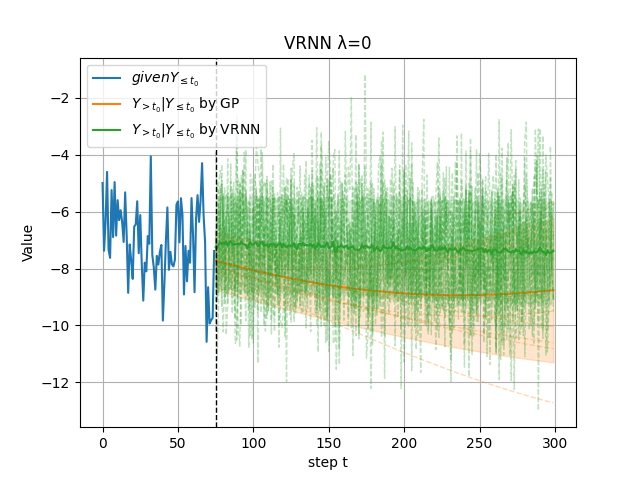 VRNN λ=0
given Y≤t₀
Y>t₀|Y≤t₀ by GP
Y>t₀|Y≤t₀ by VRNN
Value
−2
−4
−6
−8
−10
−12
0 50 100 150 200 250 300
step t